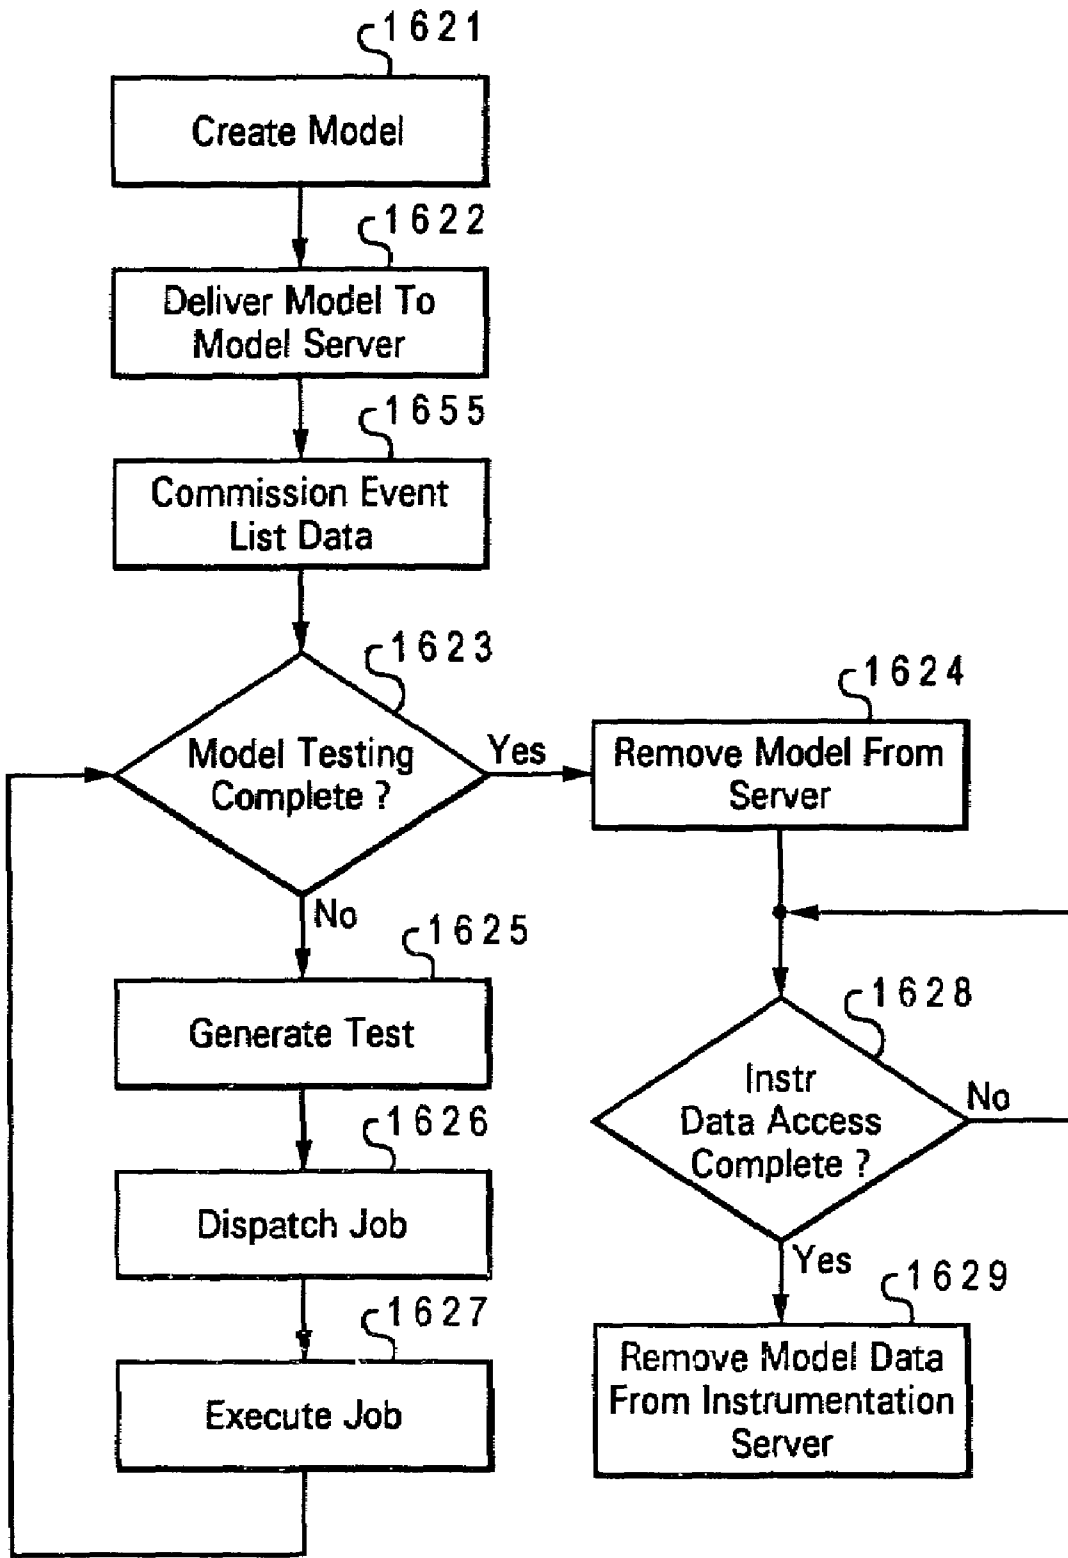 1621
Create Model
1622
Deliver Model To
Model Server
1655
Commission Event
List Data
1623
Model Testing
Complete ?
Yes
No
1624
Remove Model From
Server
1625
Generate Test
1626
Dispatch Job
1627
Execute Job
1628
Instr
Data Access
Complete ?
No
Yes
1629
Remove Model Data
From Instrumentation
Server